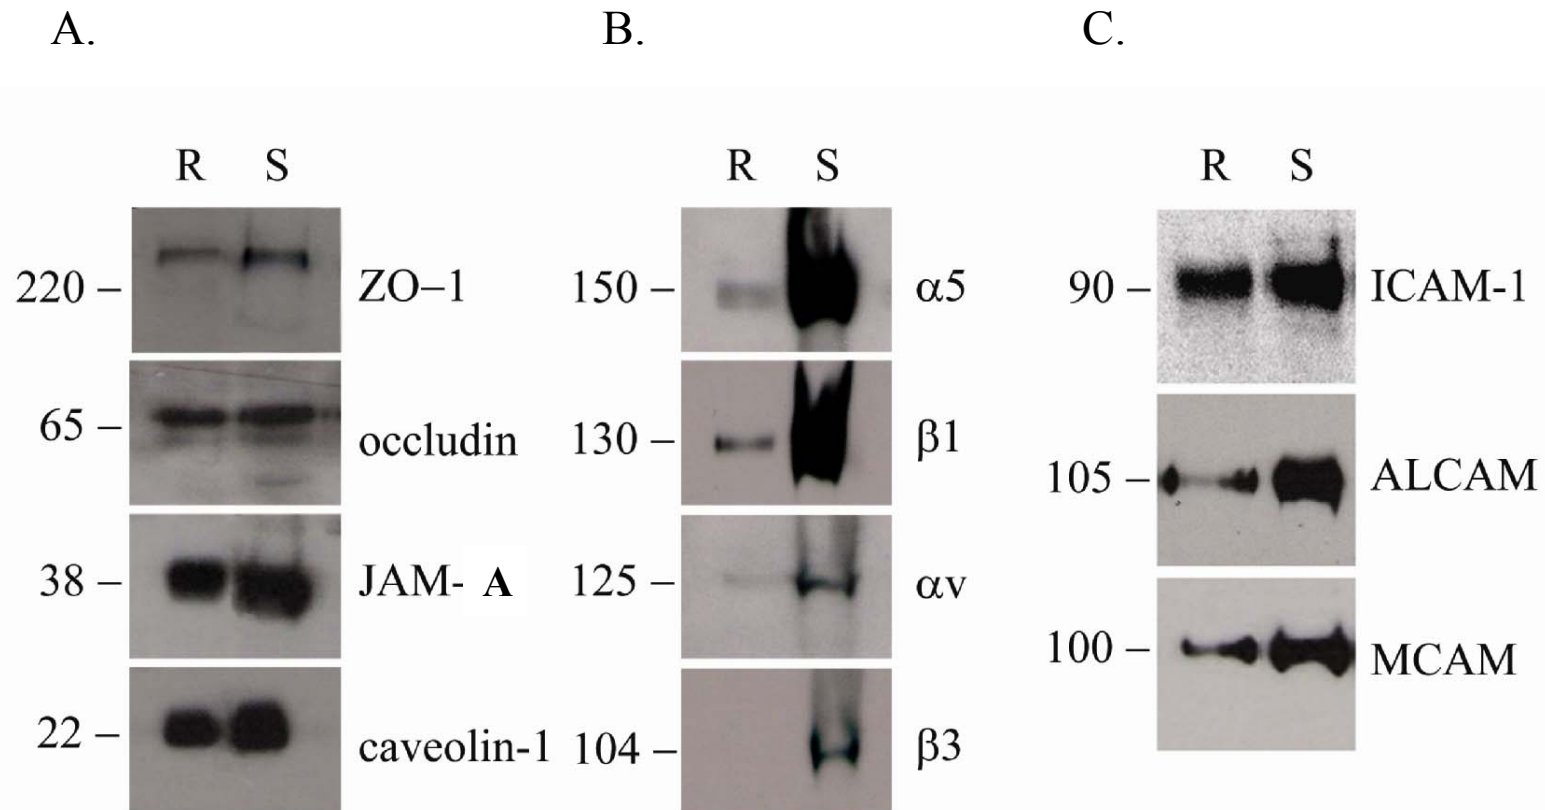 A.
R S
220 – ZO–1
65 – occludin
38 – JAM- A
22 – caveolin-1
B.
R S
150 – α5
130 – β1
125 – αv
104 – β3
C.
R S
90 – ICAM-1
105 – ALCAM
100 – MCAM